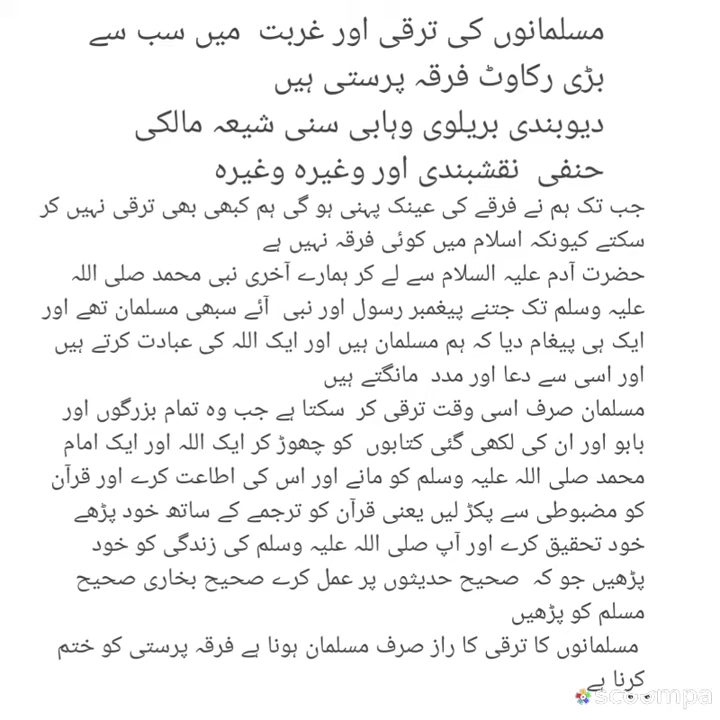 مسلمانوں کی ترقی اور غربت میں سب سے
بڑی رکاوٹ فرقہ پرستی ہیں
دیوبندی بریلوی وہابی سنی شیعہ مالکی
حنفی نقشبندی اور وغیرہ وغیرہ
جب تک ہم نے فرقے کی عینک پہنی ہو گی ہم کبھی بھی ترقی نہیں کر
سکتے کیونکہ اسلام میں کوئی فرقہ نہیں ہے
حضرت آدم علیہ السلام سے لے کر ہمارے آخری نبی محمد صلی اللہ
علیہ وسلم تک جتنے پیغمبر رسول اور نبی آئے سبھی مسلمان تھے اور
ایک ہی پیغام دیا کہ ہم مسلمان ہیں اور ایک اللہ کی عبادت کرتے ہیں
اور اسی سے دعا اور مدد مانگتے ہیں
مسلمان صرف اسی وقت ترقی کر سکتا ہے جب وہ تمام بزرگوں اور
بابو اور ان کی لکھی گئی کتابوں کو چھوڑ کر ایک اللہ اور ایک امام
محمد صلی اللہ علیہ وسلم کو مانے اور اس کی اطاعت کرے اور قرآن
کو مضبوطی سے پکڑ لیں یعنی قرآن کو ترجمے کے ساتھ خود پڑھے
خود تحقیق کرے اور آپ صلی اللہ علیہ وسلم کی زندگی کو خود
پڑھیں جو کہ صحیح حدیثوں پر عمل کرے صحیح بخاری صحیح
مسلم کو پڑھیں
مسلمانوں کا ترقی کا راز صرف مسلمان ہونا ہے فرقہ پرستی کو ختم
کرنا ہے
scoompa